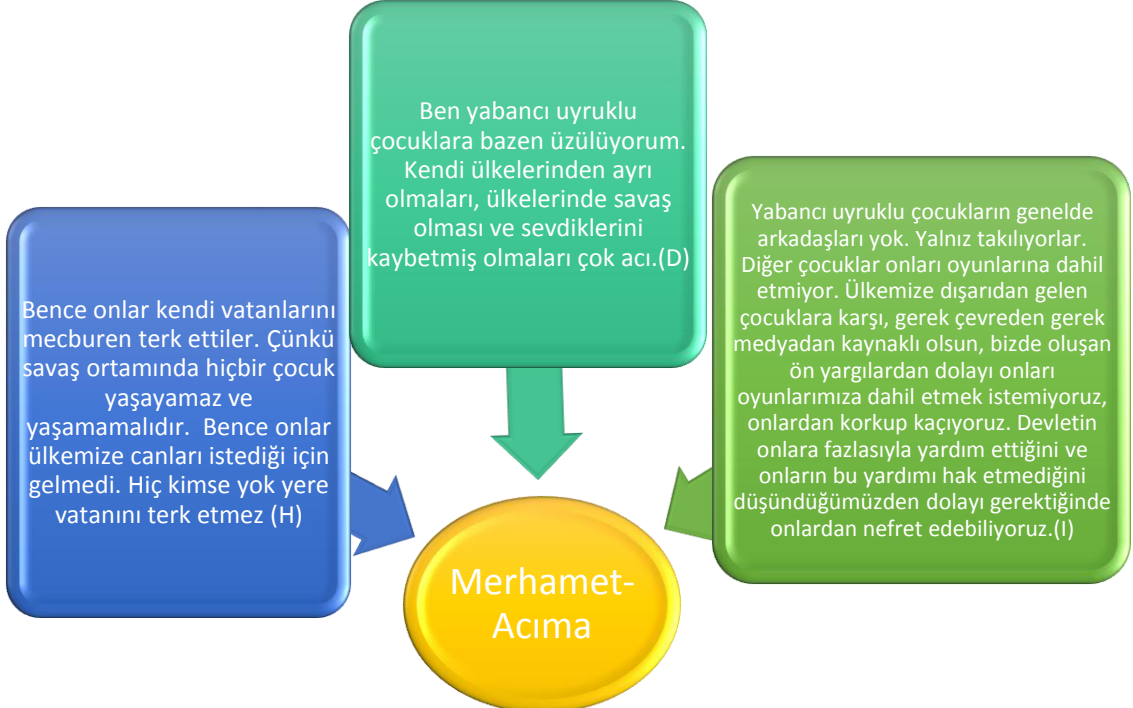 Bence onlar kendi vatanlarını
mecburen terk ettiler. Çünkü
savaş ortamında hiçbir çocuk
yaşayamaz ve
yaşamamalıdır.  Bence onlar
ülkemize canları istediği için
gelmedi. Hiç kimse yok yere
vatanını terk etmez (H)
Ben yabancı uyruklu
çocuklara bazen üzülüyorum.
Kendi ülkelerinden ayrı
olmaları, ülkelerinde savaş
olması ve sevdiklerini
kaybetmiş olmaları çok acı.(D)
Yabancı uyruklu çocukların genelde
arkadaşları yok. Yalnız takılıyorlar.
Diğer çocuklar onları oyunlarına dahil
etmiyor. Ülkemize dışarıdan gelen
çocuklara karşı, gerek çevreden gerek
medyadan kaynaklı olsun, bizde oluşan
ön yargılardan dolayı onları
oyunlarımıza dahil etmek istemiyoruz,
onlardan korkup kaçıyoruz. Devletin
onlara fazlasıyla yardım ettiğini ve
onların bu yardımı hak etmediğini
düşündüğümüzden dolayı gerektiğinde
onlardan nefret edebiliyoruz.(I)
Merhamet-
Acıma